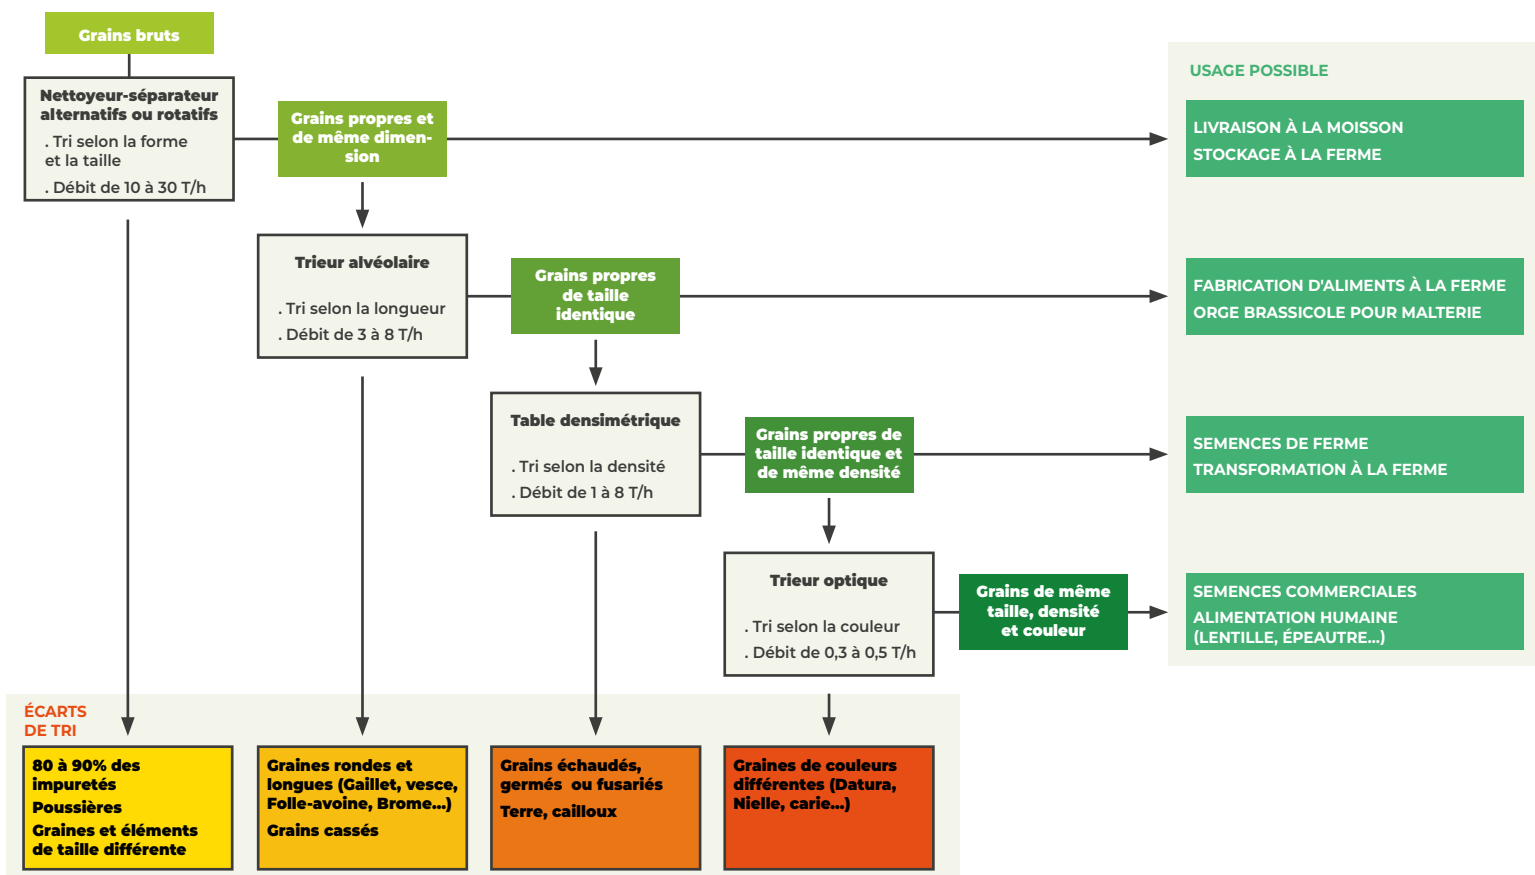 Grains bruts
Nettoyeur-séparateur
alternatifs ou rotatifs
. Tri selon la forme
et la taille
. Débit de 10 à 30 T/h
Grains propres et
de même dimen-
sion
USAGE POSSIBLE
LIVRAISON À LA MOISSON
STOCKAGE À LA FERME
Trieur alvéolaire
. Tri selon la longueur
. Débit de 3 à 8 T/h
Grains propres
de taille
identique
FABRICATION D'ALIMENTS À LA FERME
ORGE BRASSICOLE POUR MALTERIE
Table densimétrique
. Tri selon la densité
. Débit de 1 à 8 T/h
Grains propres de
taille identique et
de même densité
SEMENCES DE FERME
TRANSFORMATION À LA FERME
Trieur optique
. Tri selon la couleur
. Débit de 0,3 à 0,5 T/h
Grains de même
taille, densité
et couleur
SEMENCES COMMERCIALES
ALIMENTATION HUMAINE
(LENTILLE, ÉPEAUTRE...)
ÉCARTS
DE TRI
80 à 90% des
impuretés
Poussières
Graines et éléments
de taille différente
Graines rondes et
longues (Gaillet, vesce,
Folle-avoine, Brome...)
Grains cassés
Grains échaudés,
germés  ou fusariés
Terre, cailloux
Graines de couleurs
différentes (Datura,
Nielle, carie...)